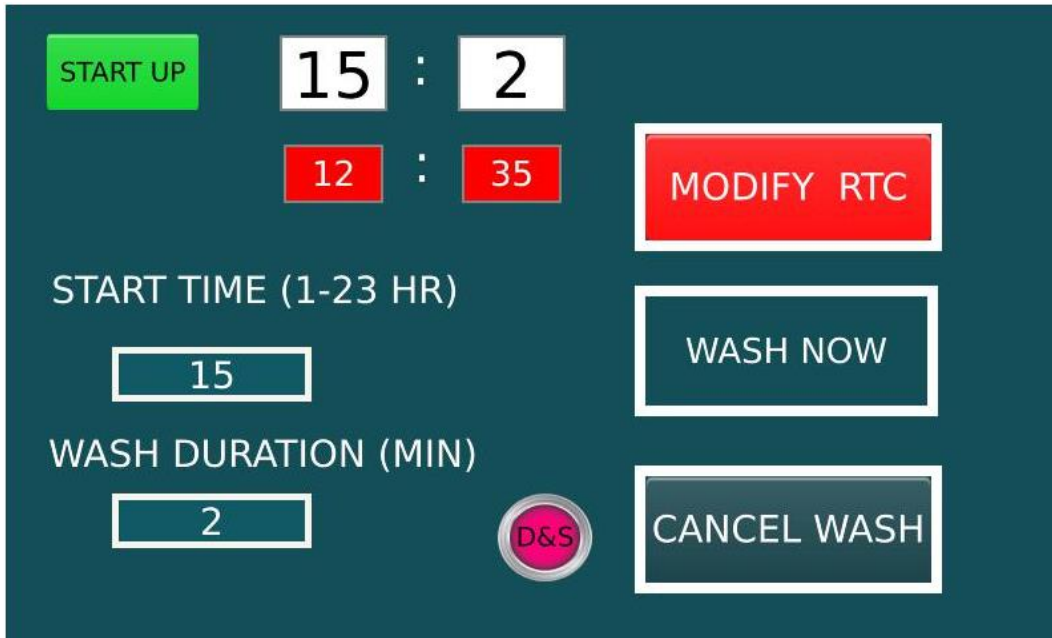 START UP
15 : 2
12 : 35
MODIFY RTC
START TIME (1-23 HR)
15
WASH NOW
WASH DURATION (MIN)
2
D&S
CANCEL WASH